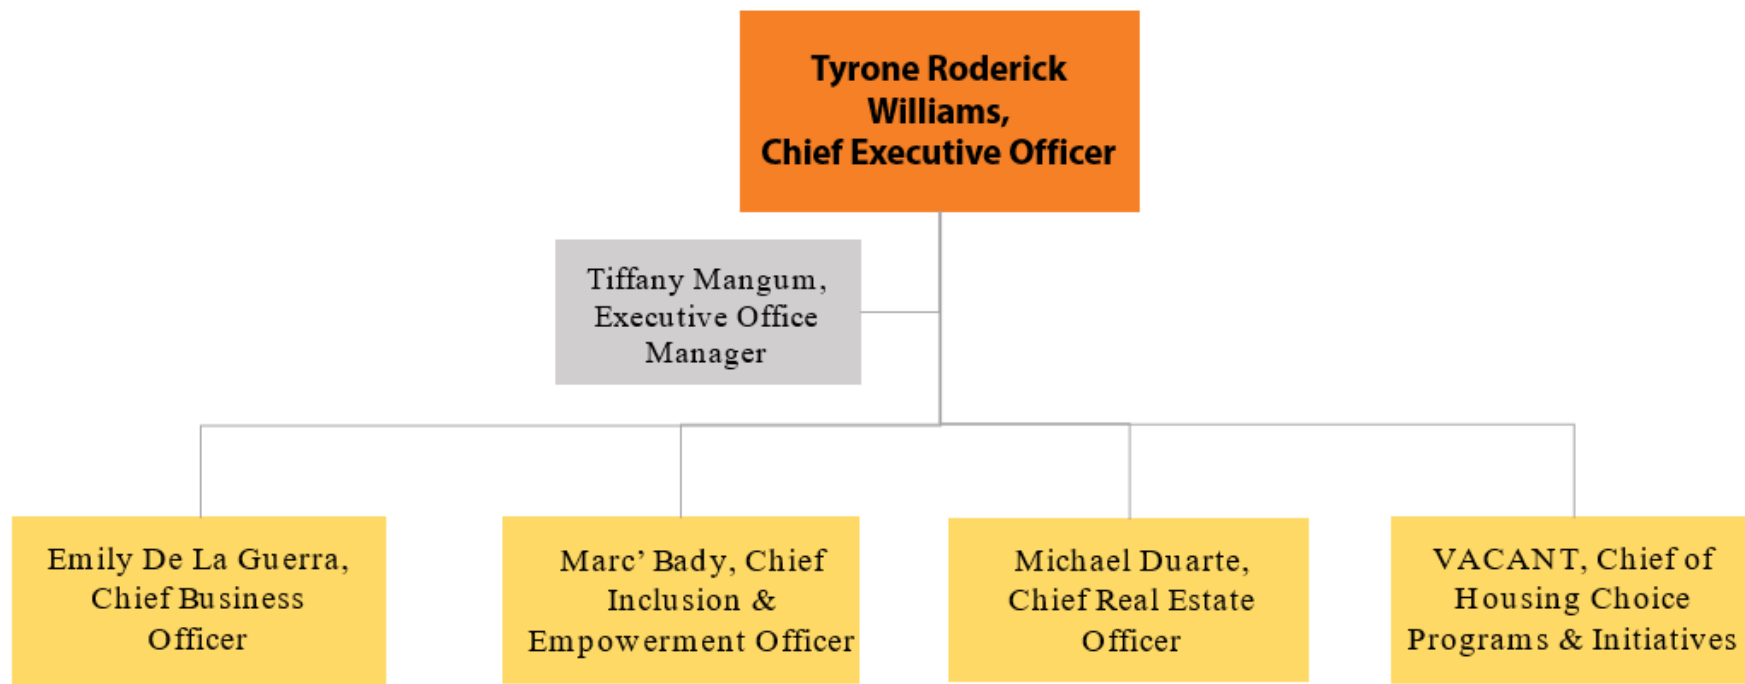 Tyrone Roderick
Williams,
Chief Executive Officer
Tiffany Mangum,
Executive Office
Manager
Emily De La Guerra,
Chief Business
Officer
Marc’ Bady, Chief
Inclusion &
Empowerment Officer
Michael Duarte,
Chief Real Estate
Officer
VACANT, Chief of
Housing Choice
Programs & Initiatives